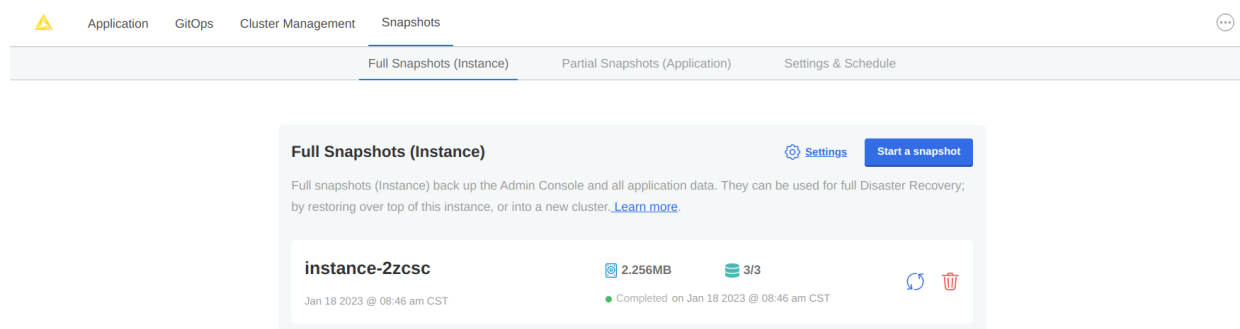 Application GitOps Cluster Management Snapshots
Full Snapshots (Instance) Partial Snapshots (Application) Settings & Schedule
Full Snapshots (Instance) Settings Start a snapshot
Full snapshots (Instance) back up the Admin Console and all application data. They can be used for full Disaster Recovery;
by restoring over top of this instance, or into a new cluster. Learn more.
instance-2zcsc 2.256MB 3/3
Jan 18 2023 @ 08:46 am CST Completed on Jan 18 2023 @ 08:46 am CST